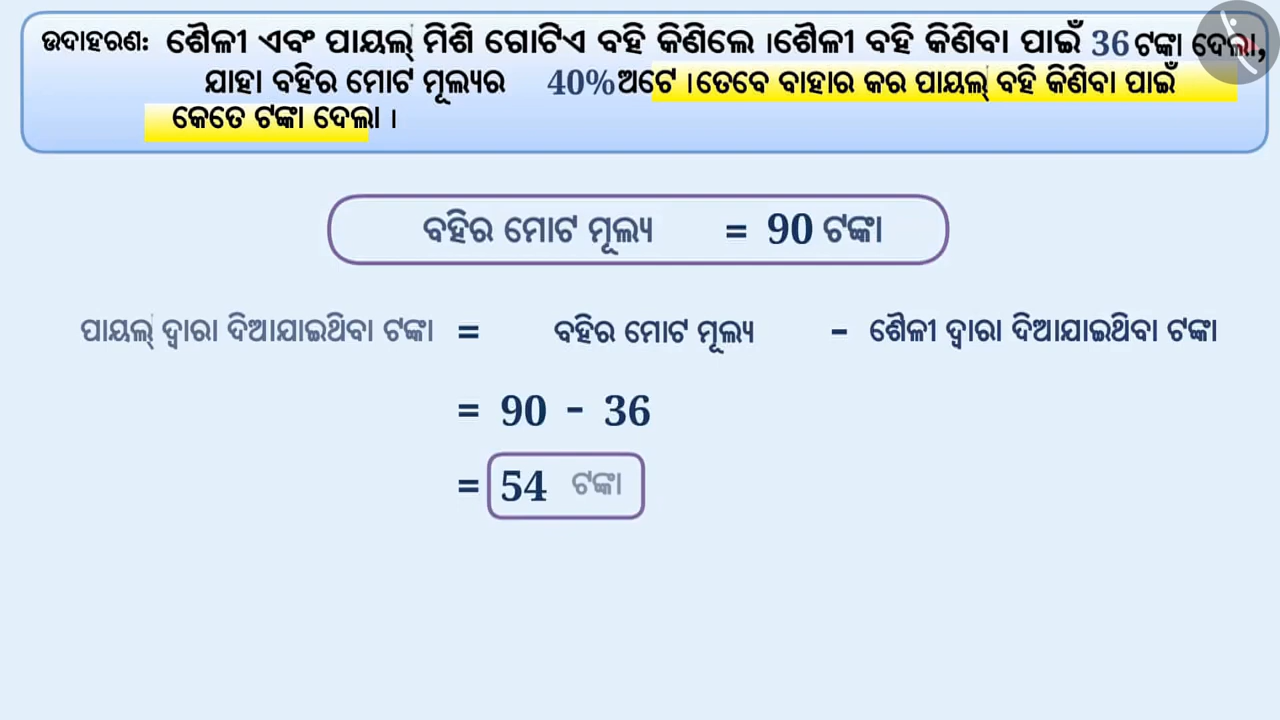 ଉଦାହରଣ: ଶୈଳୀ ଏବଂ ପାୟଲ୍ ମିଶି ଗୋଟିଏ ବହି କିଣିଲେ ।ଶୈଳୀ ବହି କିଣିବା ପାଇଁ 36 ଟଙ୍କା ଦେଲା,
ଯାହା ବହିର ମୋଟ ମୂଲ୍ୟର 40% ଅଟେ ।ତେବେ ବାହାର କର ପାୟଲ୍ ବହି କିଣିବା ପାଇଁ
କେତେ ଟଙ୍କା ଦେଲା ।
ବହିର ମୋଟ ମୂଲ୍ୟ = 90 ଟଙ୍କା
ପାୟଲ୍ ଦ୍ୱାରା ଦିଆଯାଇଥିବା ଟଙ୍କା = ବହିର ମୋଟ ମୂଲ୍ୟ - ଶୈଳୀ ଦ୍ୱାରା ଦିଆଯାଇଥିବା ଟଙ୍କା
= 90 - 36
= 54 ଟଙ୍କା